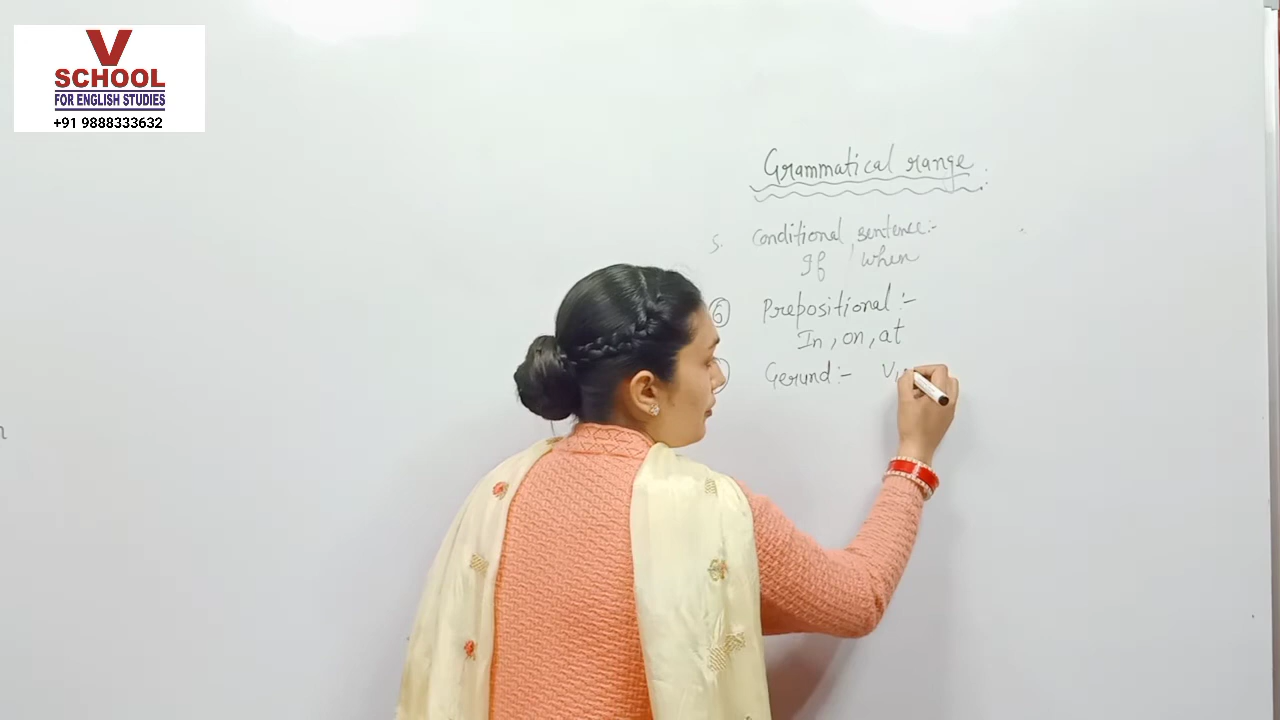 V
SCHOOL
FOR ENGLISH STUDIES
+91 9888333632
Grammatical range :
5. Conditional sentence:-
If / when
6 Prepositional :-
In, on, at
Gerund :- V1